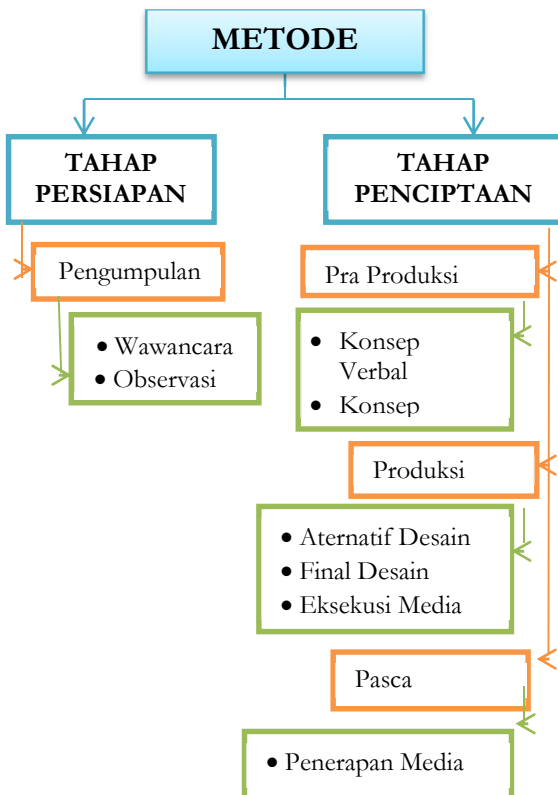 METODE
TAHAP
PERSIAPAN
Pengumpulan
• Wawancara
• Observasi
TAHAP
PENCIPTAAN
Pra Produksi
• Konsep
Verbal
• Konsep
Produksi
• Aternatif Desain
• Final Desain
• Eksekusi Media
Pasca
• Penerapan Media